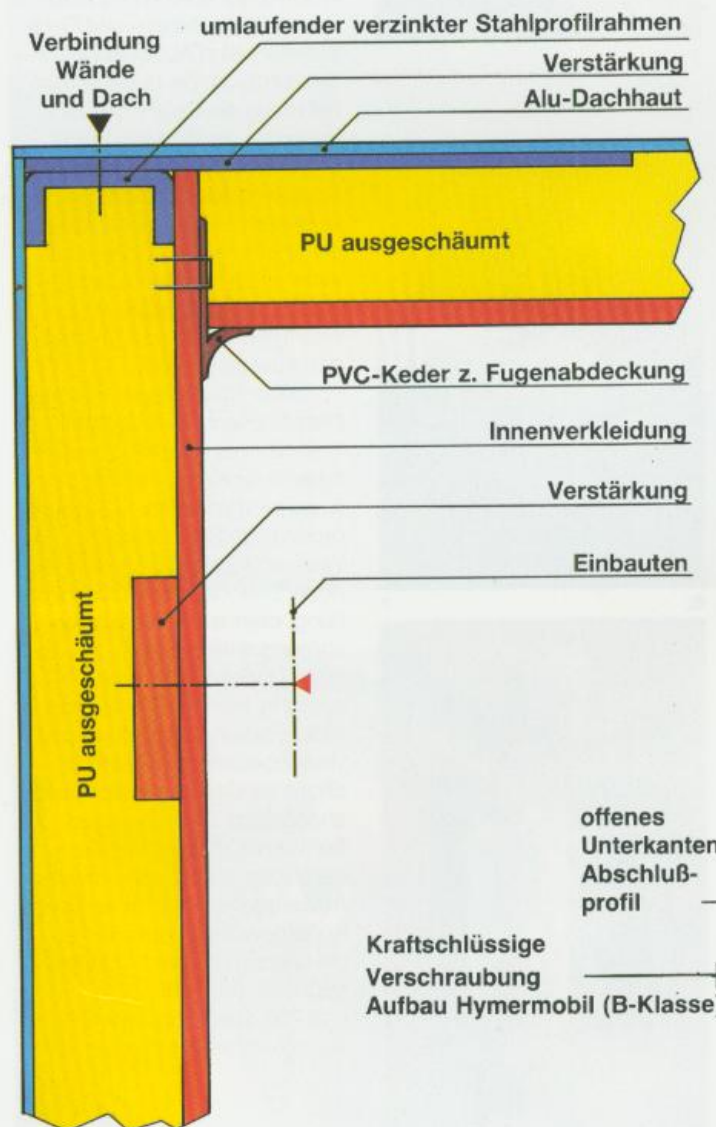 Verbindung
Wände
und Dach
umlaufender verzinkter Stahlprofilrahmen
Verstärkung
Alu-Dachhaut
PU ausgeschäumt
PVC-Keder z. Fugenabdeckung
Innenverkleidung
Verstärkung
Einbauten
PU ausgeschäumt
offenes
Unterkanten
Abschluß-
profil
Kraftschlüssige
Verschraubung
Aufbau Hymermobil (B-Klasse)